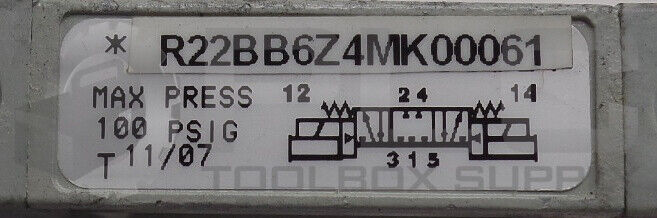 * R22BB6Z4MK00061
MAX PRESS
100 PSIG
T 11/07
12 24 14
315
TOOLBOX SUPP